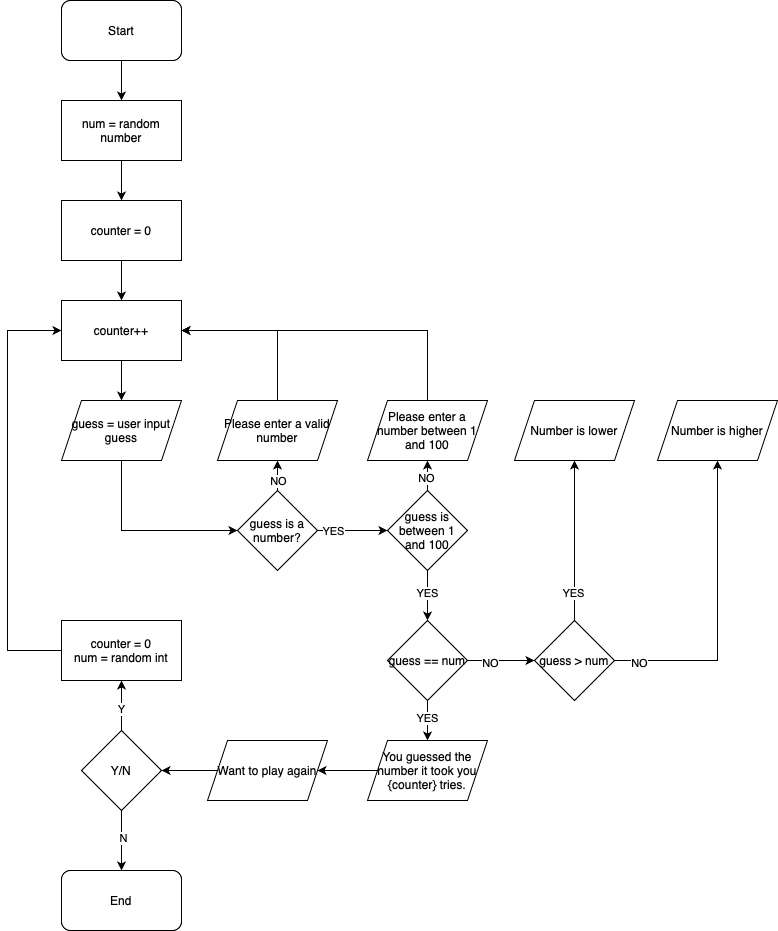 Start
num = random
number
counter = 0
counter++
guess = user input
guess
Please enter a valid
number
Please enter a
number between 1
and 100
Number is lower
Number is higher
NO
NO
guess is a
number?
YES
guess is
between 1
and 100
YES
YES
counter = 0
num = random int
guess == num
NO
guess > num
NO
Y
YES
Y/N
Want to play again
You guessed the
number it took you
{counter} tries.
N
End